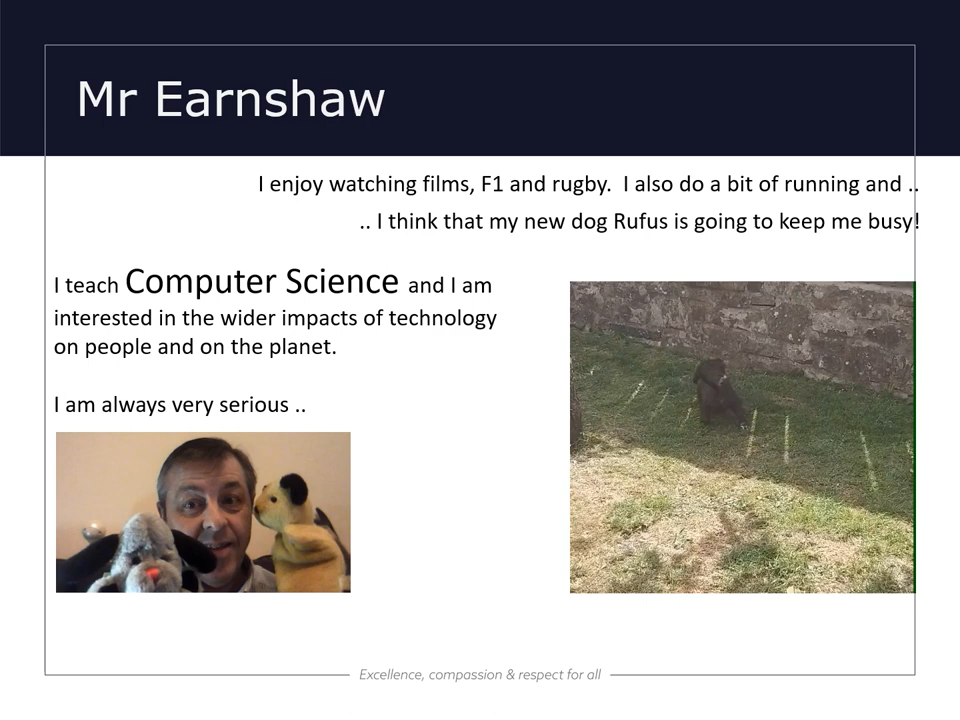 Mr Earnshaw
I enjoy watching films, F1 and rugby.  I also do a bit of running and ..
.. I think that my new dog Rufus is going to keep me busy!
I teach Computer Science and I am
interested in the wider impacts of technology
on people and on the planet.
I am always very serious ..
Excellence, compassion & respect for all